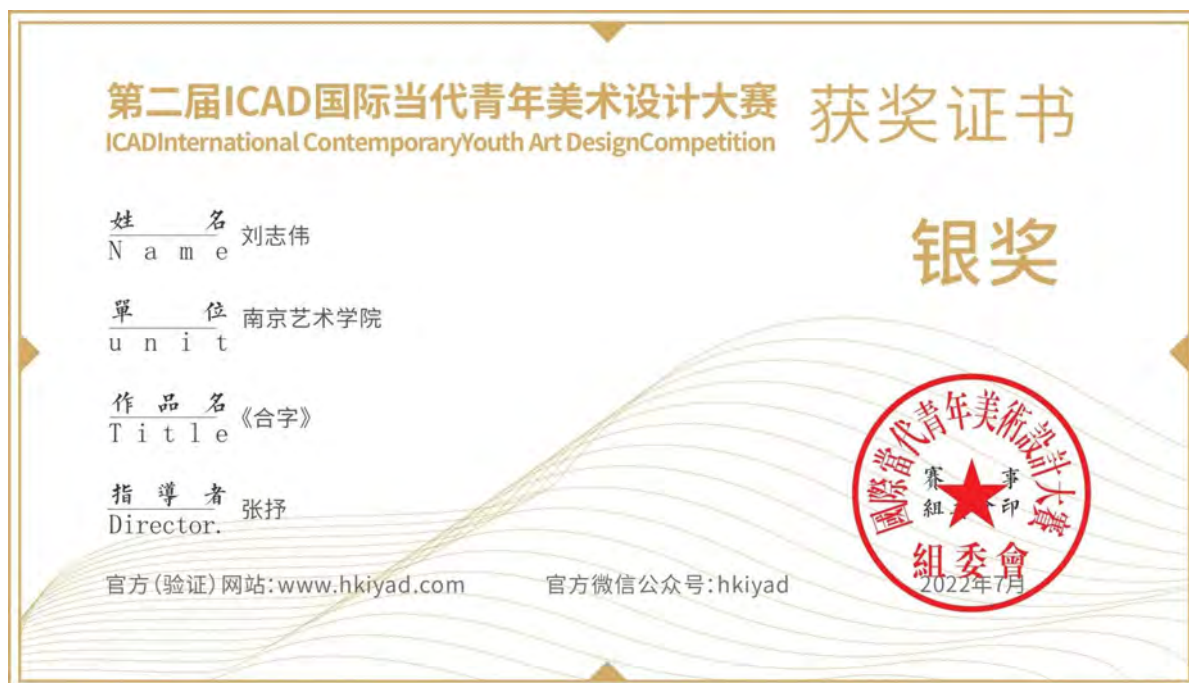 第二届ICAD国际当代青年美术设计大赛
ICADInternational ContemporaryYouth Art DesignCompetition
获奖证书
银奖
姓 名
Name
刘志伟
單 位
unit
南京艺术学院
作品名
Title
《合字》
指導者
Director.
张抒
國際當代青年美術設計大賽
賽 事
組 印
組委會
官方(验证)网站:www.hkiyad.com
官方微信公众号:hkiyad
2022年7月